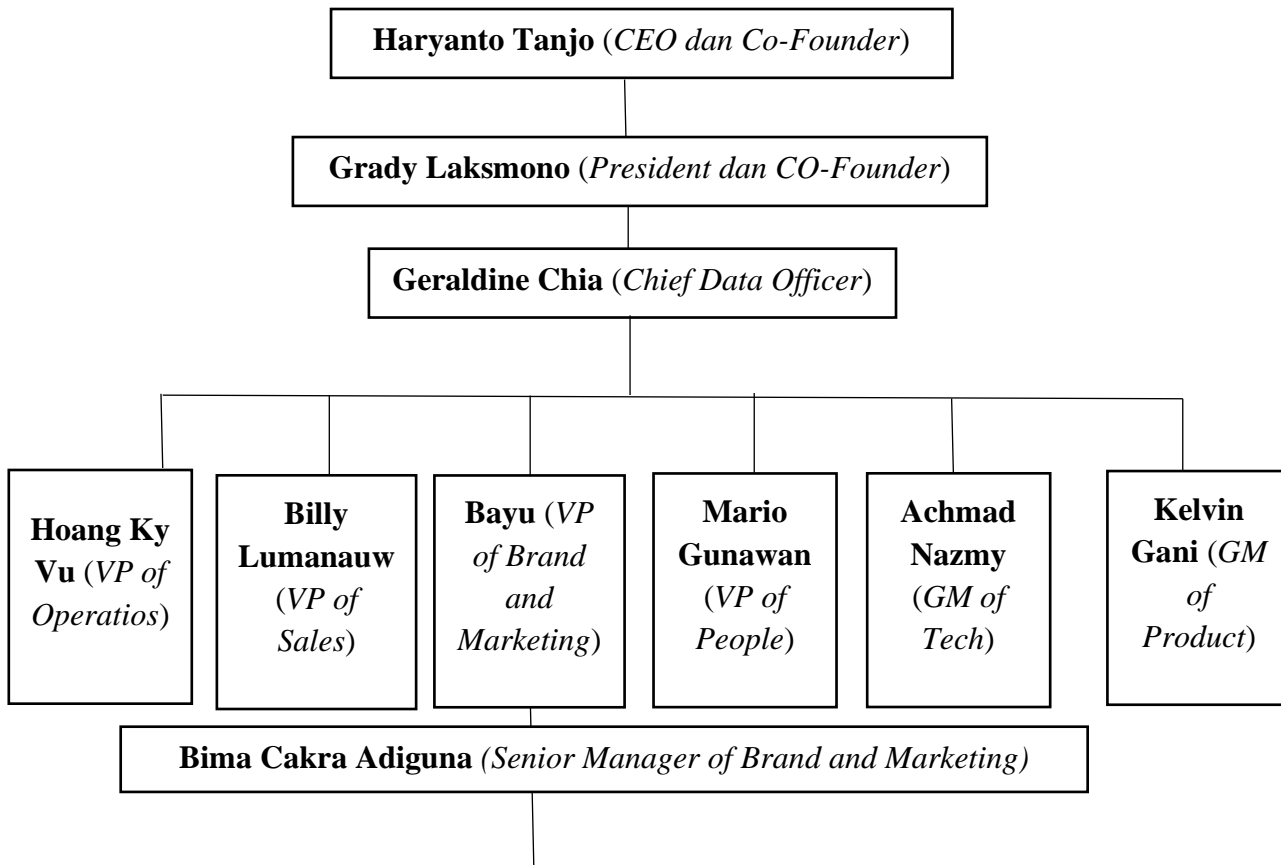 Haryanto Tanjo (CEO dan Co-Founder)
Grady Laksmono (President dan CO-Founder)
Geraldine Chia (Chief Data Officer)
Hoang Ky
Vu (VP of
Operatios)
Billy
Lumanauw
(VP of
Sales)
Bayu (VP
of Brand
and
Marketing)
Mario
Gunawan
(VP of
People)
Achmad
Nazmy
(GM of
Tech)
Kelvin
Gani (GM
of
Product)
Bima Cakra Adiguna (Senior Manager of Brand and Marketing)